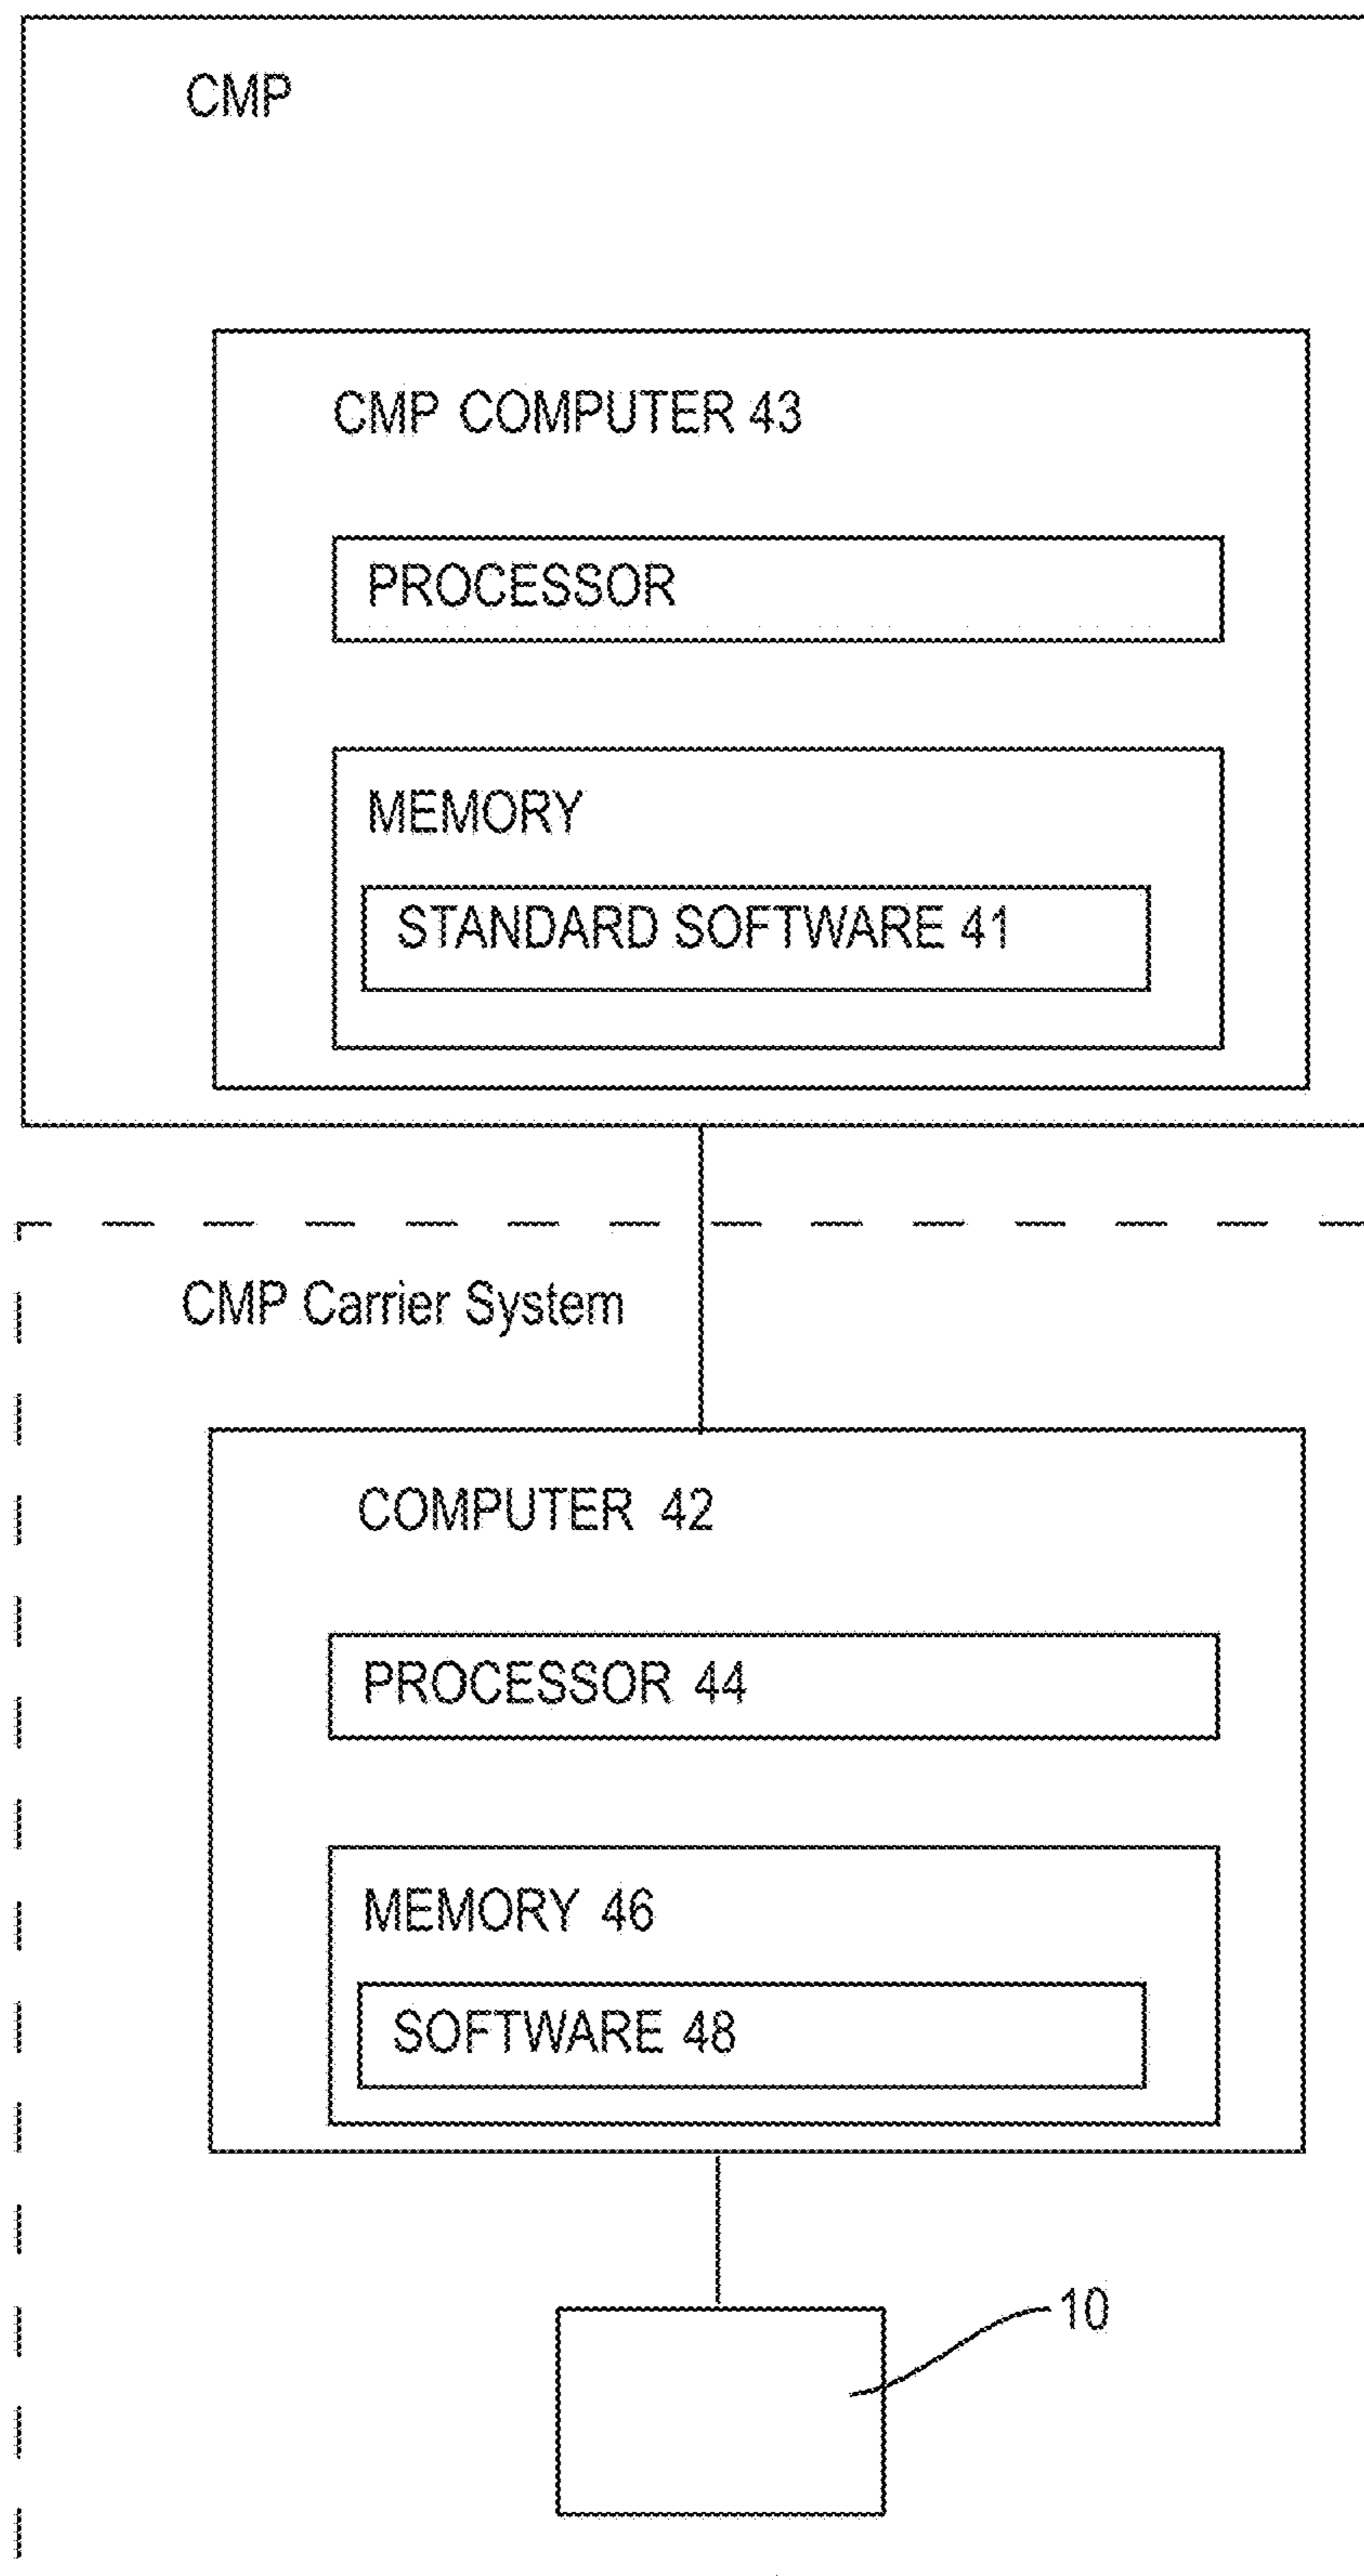 CMP
CMP COMPUTER 43
PROCESSOR
MEMORY
STANDARD SOFTWARE 41
CMP Carrier System
COMPUTER 42
PROCESSOR 44
MEMORY 46
SOFTWARE 48
10